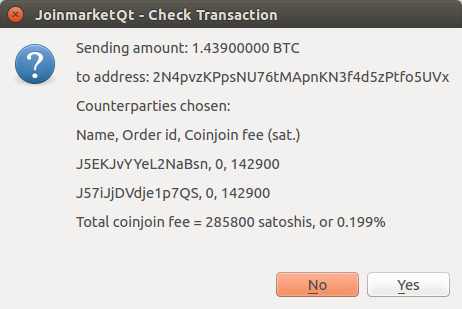 JoinmarketQt - Check Transaction
Sending amount: 1.43900000 BTC
to address: 2N4pvzKPpsNU76tMApnKN3f4d5zPtfo5UVx
Counterparties chosen:
Name, Order id, Coinjoin fee (sat.)
J5EKJvYYeL2NaBsn, 0, 142900
J57iJjDVdje1p7QS, 0, 142900
Total coinjoin fee = 285800 satoshis, or 0.199%
No Yes